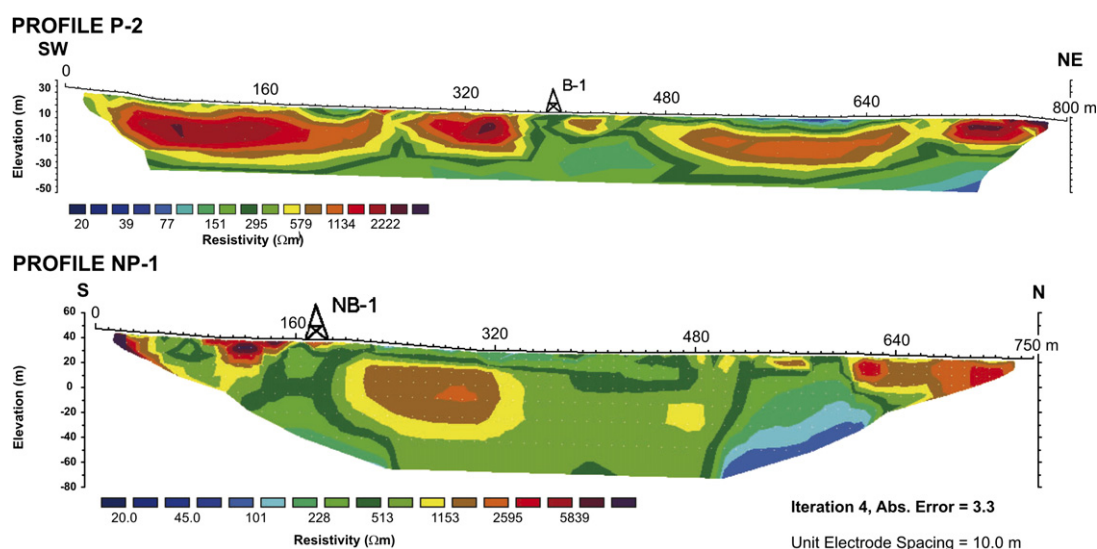 PROFILE P-2
SW
NE
0 160 320 B-1 480 640 800 m
Elevation (m)
30
10
-10
-30
-50
20 39 77 151 295 579 1134 2222
Resistivity (Ωm)
PROFILE NP-1
S
N
0 160 NB-1 320 480 640 750 m
Elevation (m)
60
40
20
0
-20
-40
-60
-80
20.0 45.0 101 228 513 1153 2595 5839
Resistivity (Ωm)
Iteration 4, Abs. Error = 3.3
Unit Electrode Spacing = 10.0 m